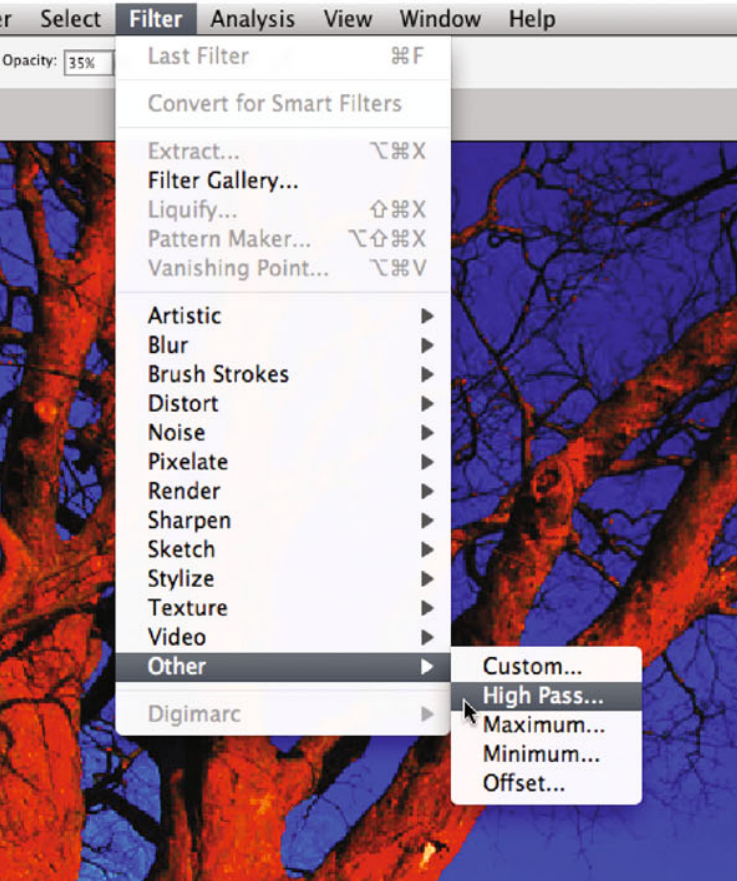 er Select Filter Analysis View Window Help
Opacity: 35%
Last Filter ⌘F
Convert for Smart Filters
Extract... ⌥⌘X
Filter Gallery...
Liquify... ⇧⌘X
Pattern Maker... ⌥⇧⌘X
Vanishing Point... ⌥⌘V
Artistic
Blur
Brush Strokes
Distort
Noise
Pixelate
Render
Sharpen
Sketch
Stylize
Texture
Video
Other
Digimarc
Custom...
High Pass...
Maximum...
Minimum...
Offset...